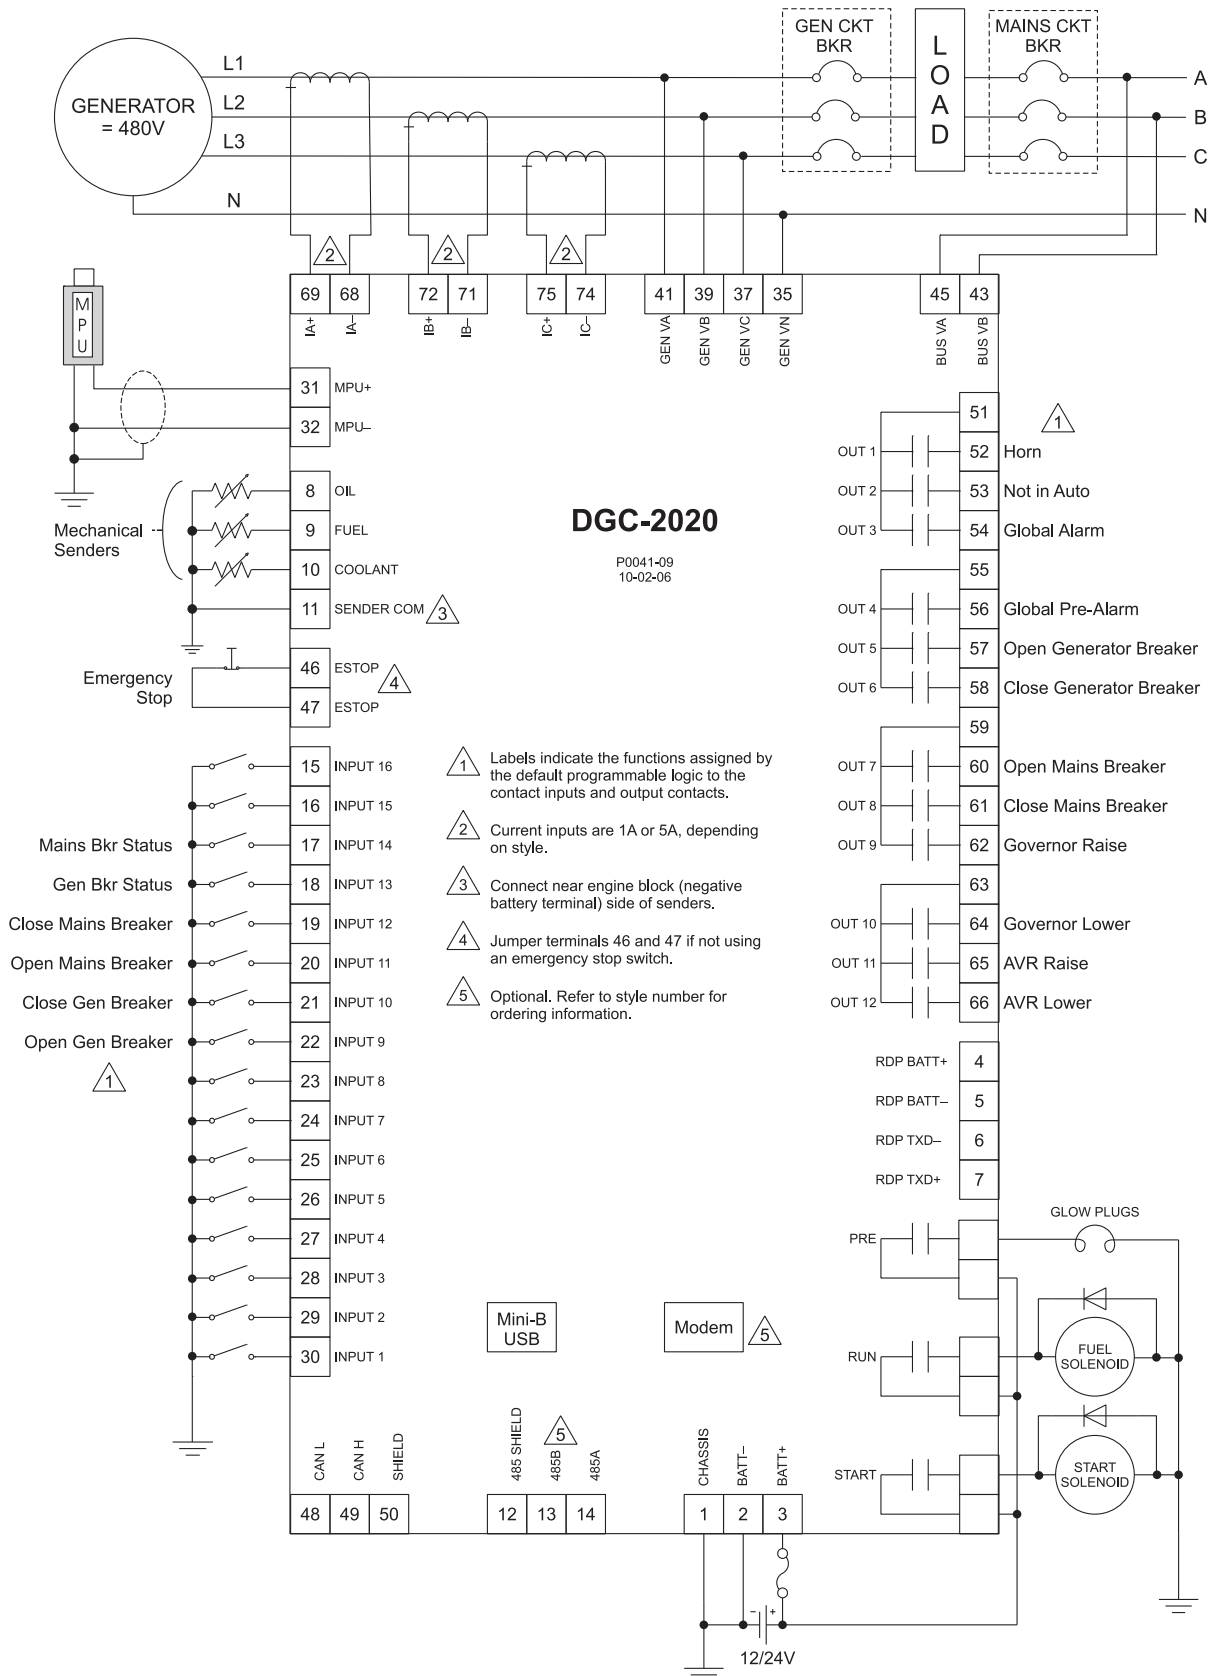 GEN CKT
BKR
LOAD
MAINS CKT
BKR
L1
A
GENERATOR
= 480V
L2
B
L3
C
N
N
2
2
2
69 68 72 71 75 74 41 39 37 35 45 43
IA+ IA– IB+ IB– IC+ IC– GEN VA GEN VB GEN VC GEN VN BUS VA BUS VB
MPU
31 MPU+
32 MPU–
51
1
OUT 1 52 Horn
OUT 2 53 Not in Auto
OUT 3 54 Global Alarm
55
OUT 4 56 Global Pre-Alarm
OUT 5 57 Open Generator Breaker
OUT 6 58 Close Generator Breaker
59
OUT 7 60 Open Mains Breaker
OUT 8 61 Close Mains Breaker
OUT 9 62 Governor Raise
63
OUT 10 64 Governor Lower
OUT 11 65 AVR Raise
OUT 12 66 AVR Lower
DGC-2020
P0041-09
10-02-06
Mechanical
Senders
8 OIL
9 FUEL
10 COOLANT
11 SENDER COM 3
Emergency
Stop
46 ESTOP
47 ESTOP
4
15 INPUT 16
16 INPUT 15
Mains Bkr Status 17 INPUT 14
Gen Bkr Status 18 INPUT 13
Close Mains Breaker 19 INPUT 12
Open Mains Breaker 20 INPUT 11
Close Gen Breaker 21 INPUT 10
Open Gen Breaker 22 INPUT 9
1
23 INPUT 8
24 INPUT 7
25 INPUT 6
26 INPUT 5
27 INPUT 4
28 INPUT 3
29 INPUT 2
30 INPUT 1
1 Labels indicate the functions assigned by
the default programmable logic to the
contact inputs and output contacts.
2 Current inputs are 1A or 5A, depending
on style.
3 Connect near engine block (negative
battery terminal) side of senders.
4 Jumper terminals 46 and 47 if not using
an emergency stop switch.
5 Optional. Refer to style number for
ordering information.
RDP BATT+ 4
RDP BATT– 5
RDP TXD– 6
RDP TXD+ 7
GLOW PLUGS
PRE
RUN
FUEL
SOLENOID
START
START
SOLENOID
Mini-B
USB
Modem 5
CAN L CAN H SHIELD 485 SHIELD 485B 485A CHASSIS BATT– BATT+
5
48 49 50 12 13 14 1 2 3
– +
12/24V